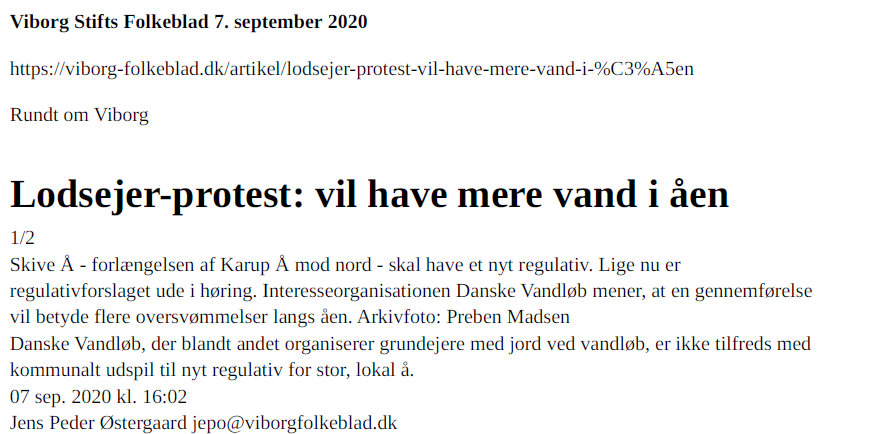 Viborg Stifts Folkeblad 7. september 2020
https://viborg-folkeblad.dk/artikel/lodsejer-protest-vil-have-mere-vand-i-%C3%A5en
Rundt om Viborg
Lodsejer-protest: vil have mere vand i åen
1/2
Skive Å - forlængelsen af Karup Å mod nord - skal have et nyt regulativ. Lige nu er
regulativforslaget ude i høring. Interesseorganisationen Danske Vandløb mener, at en gennemførelse
vil betyde flere oversvømmelser langs åen. Arkivfoto: Preben Madsen
Danske Vandløb, der blandt andet organiserer grundejere med jord ved vandløb, er ikke tilfreds med
kommunalt udspil til nyt regulativ for stor, lokal å.
07 sep. 2020 kl. 16:02
Jens Peder Østergaard jepo@viborgfolkeblad.dk